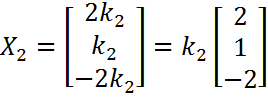 X₂ = [2k₂ k₂ −2k₂] = k₂ [2 1 −2]